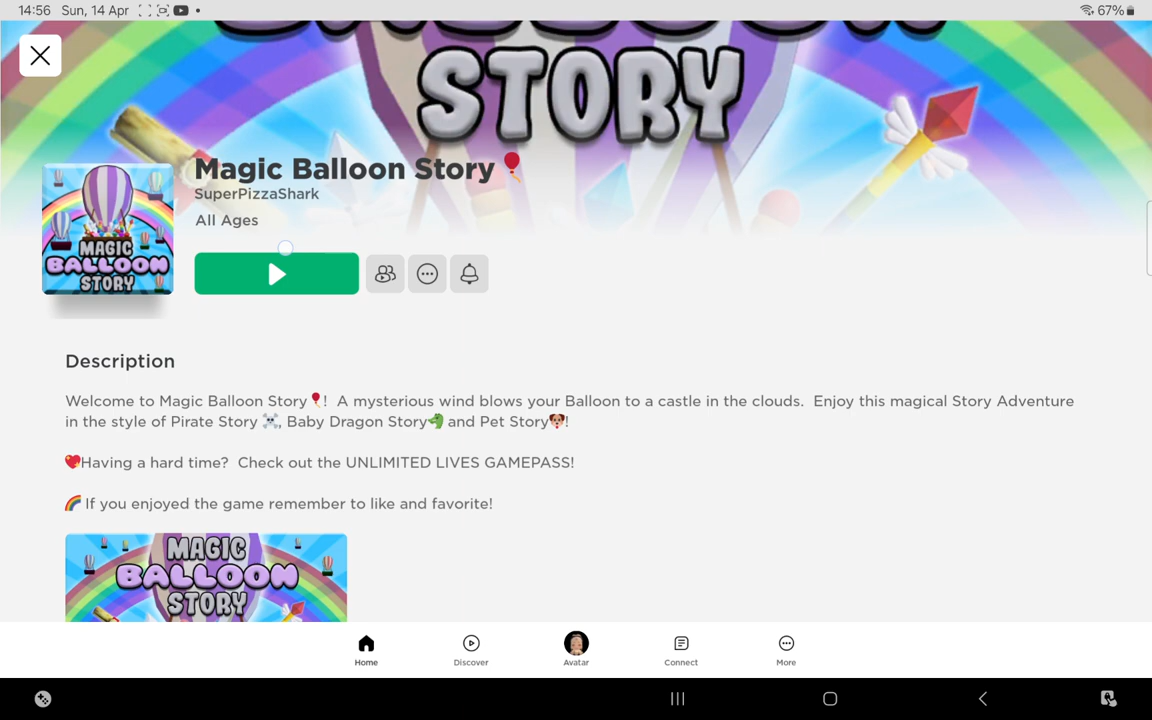 14:56 Sun, 14 Apr
67%
STORY
Magic Balloon Story🎈
SuperPizzaShark
All Ages
MAGIC
BALLOON
STORY
Description
Welcome to Magic Balloon Story🎈!  A mysterious wind blows your Balloon to a castle in the clouds.  Enjoy this magical Story Adventure
in the style of Pirate Story ☠️, Baby Dragon Story🐲 and Pet Story🐶!
💖Having a hard time?  Check out the UNLIMITED LIVES GAMEPASS!
🌈 If you enjoyed the game remember to like and favorite!
MAGIC
BALLOON
STORY
Home
Discover
Avatar
Connect
More